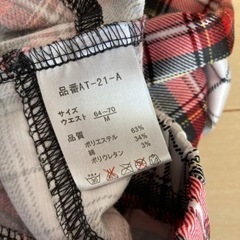 品番AT-21-A
サイズ
ウエスト 64~70
M
品質
ポリエステル 63%
綿 34%
ポリウレタン 3%